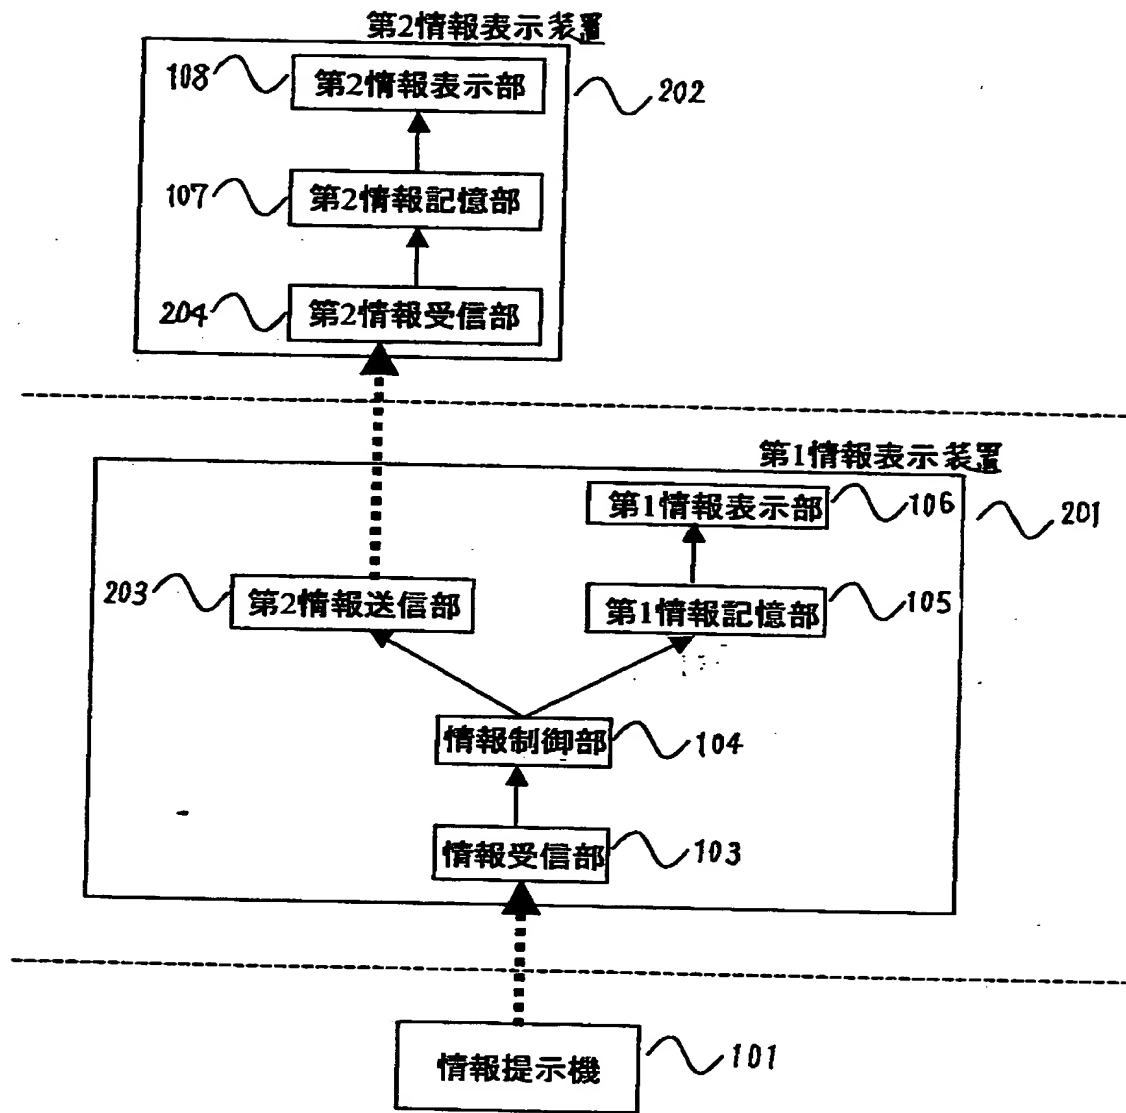 第2情報表示装置
108 第2情報表示部 202
107 第2情報記憶部
204 第2情報受信部
第1情報表示装置
第1情報表示部 106 201
203 第2情報送信部 第1情報記憶部 105
情報制御部 104
情報受信部 103
情報提示機 101